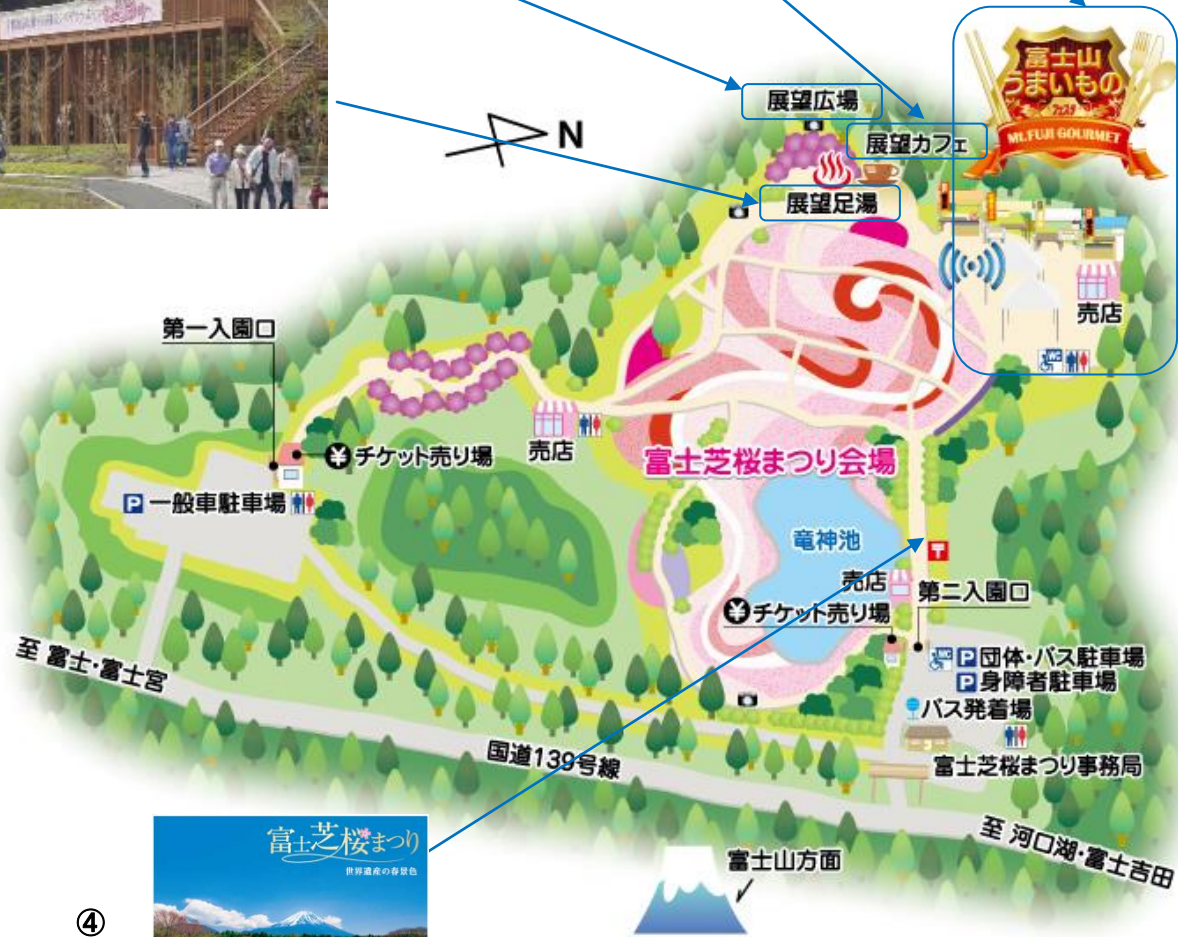 富士山
うまいもの
フェスタ
Mt. FUJI GOURMET
展望広場
展望カフェ
N
展望足湯
売店
WC
第一入園口
¥チケット売り場
売店
P 一般車駐車場
富士芝桜まつり会場
竜神池
〒
売店
第二入園口
¥チケット売り場
WC P 団体・バス駐車場
P 身障者駐車場
バス発着場
富士芝桜まつり事務局
至 富士・富士宮
国道139号線
至 河口湖・富士吉田
富士山方面
富士芝桜まつり
世界遺産の春景色
④